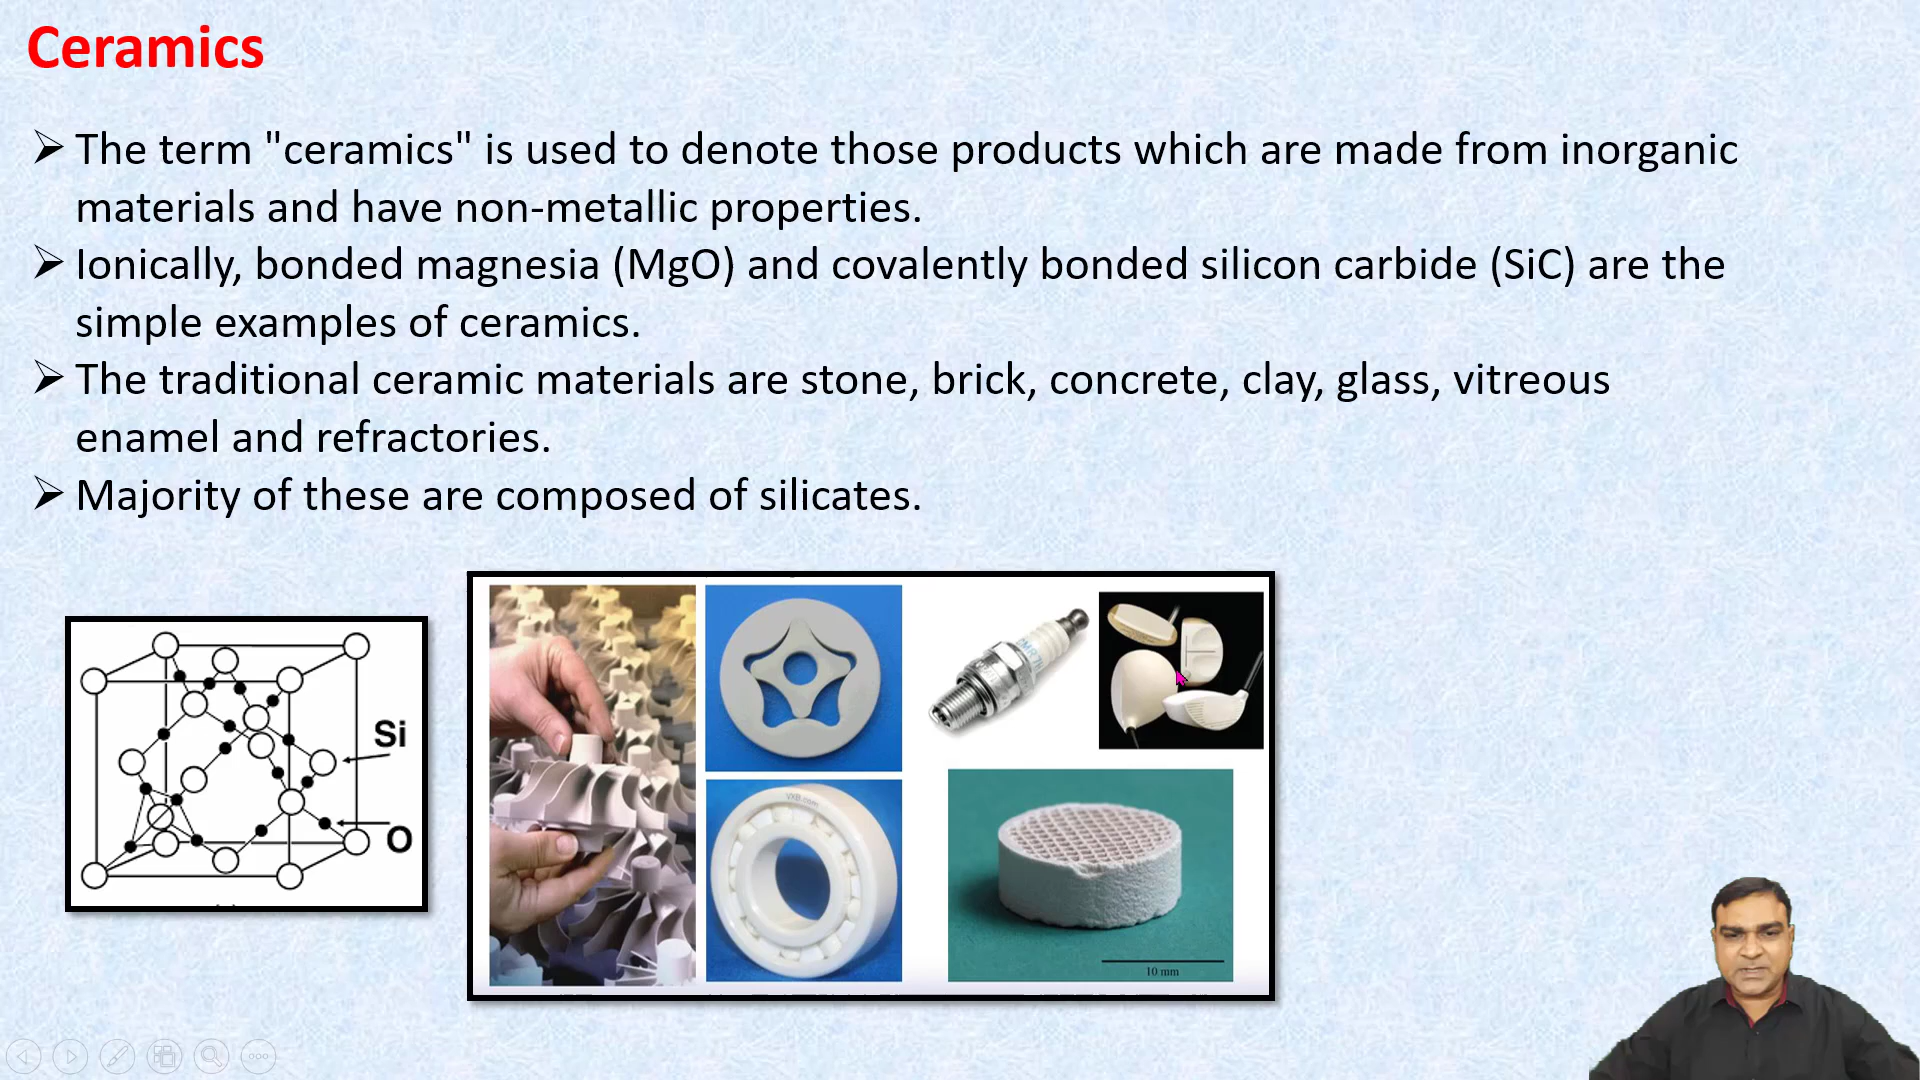 Ceramics
The term "ceramics" is used to denote those products which are made from inorganic
materials and have non-metallic properties.
Ionically, bonded magnesia (MgO) and covalently bonded silicon carbide (SiC) are the
simple examples of ceramics.
The traditional ceramic materials are stone, brick, concrete, clay, glass, vitreous
enamel and refractories.
Majority of these are composed of silicates.
Si
O
VXB.com
10 mm